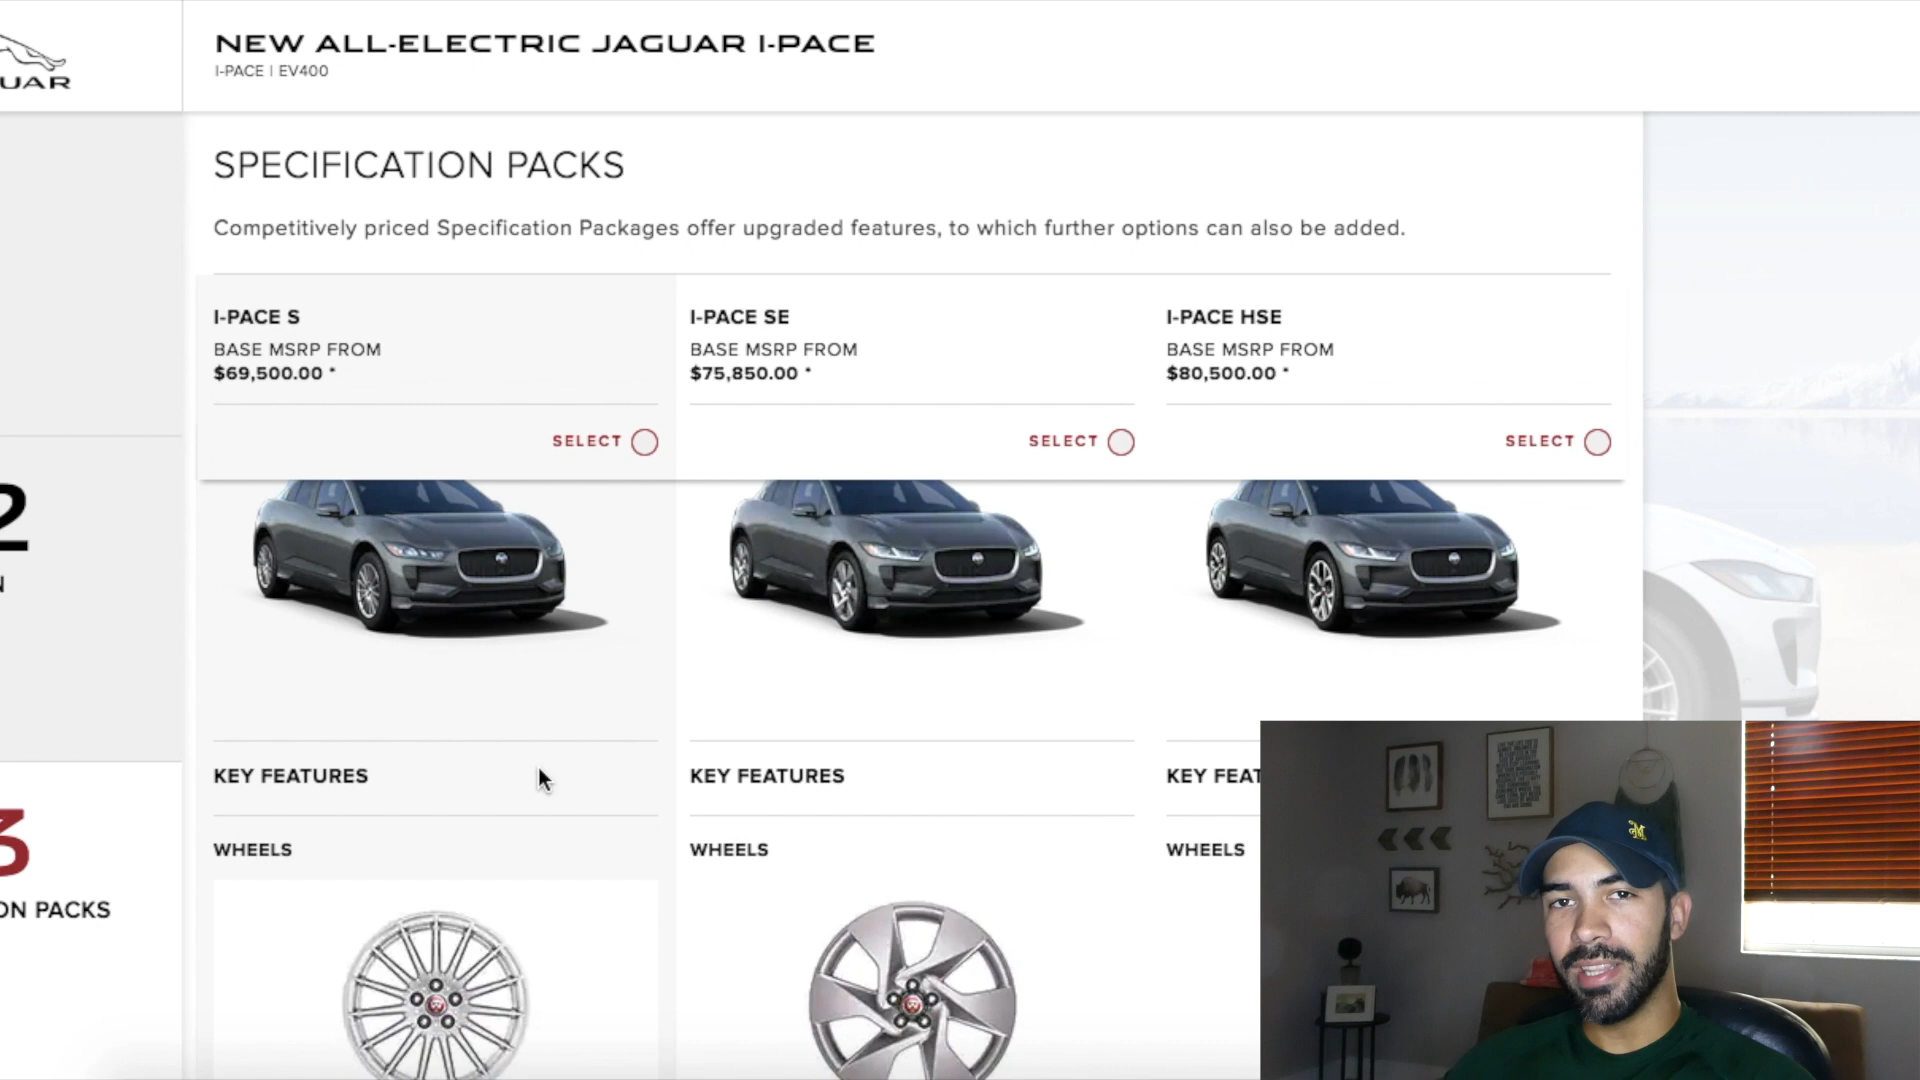 UAR
NEW ALL-ELECTRIC JAGUAR I-PACE
I-PACE | EV400
SPECIFICATION PACKS
Competitively priced Specification Packages offer upgraded features, to which further options can also be added.
I-PACE S
BASE MSRP FROM
$69,500.00 *
SELECT
I-PACE SE
BASE MSRP FROM
$75,850.00 *
SELECT
I-PACE HSE
BASE MSRP FROM
$80,500.00 *
SELECT
2
N
3
ON PACKS
KEY FEATURES
KEY FEATURES
KEY FEAT
WHEELS
WHEELS
WHEELS
M